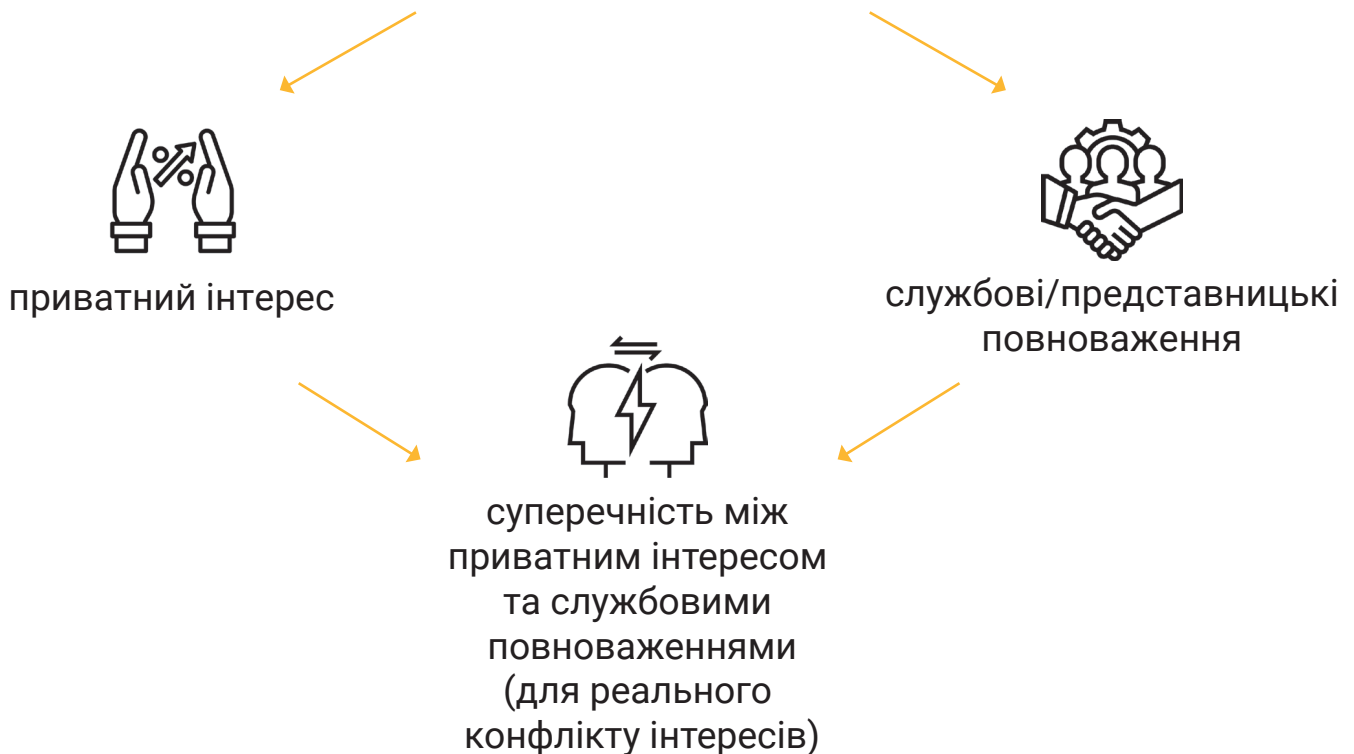 приватний інтерес
службові/представницькі
повноваження
суперечність між
приватним інтересом
та службовими
повноваженнями
(для реального
конфлікту інтересів)